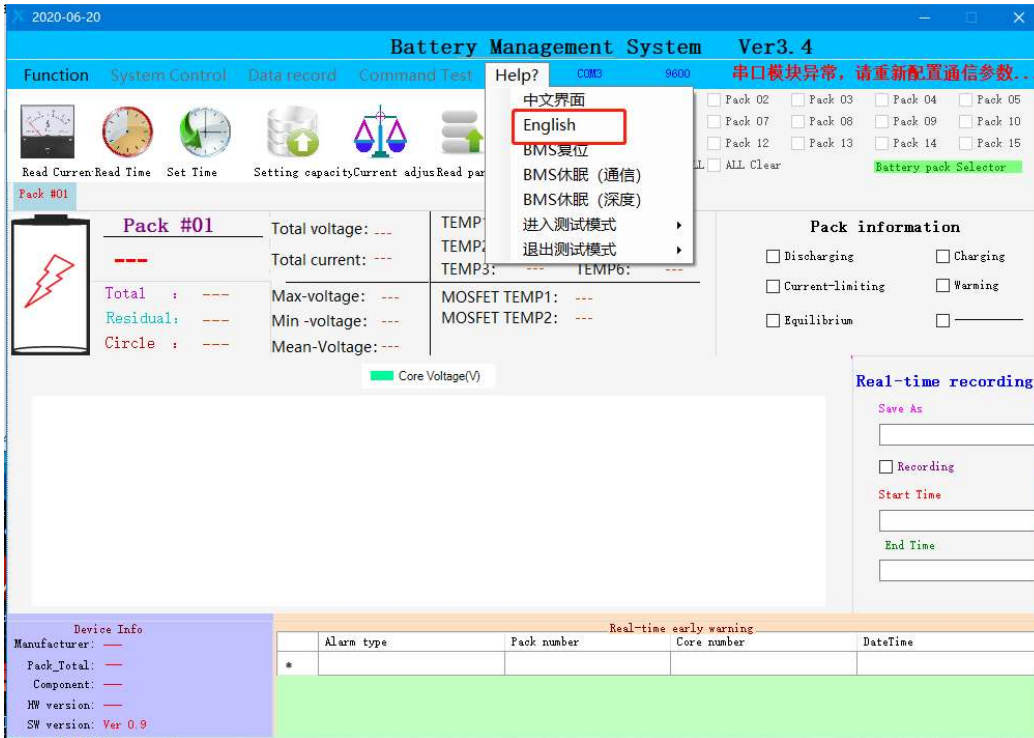 2020-06-20
Battery Management System Ver3.4
Function System Control Data record Command Test Help? COM3 9600 串口模块异常，请重新配置通信参数..
中文界面
English
BMS复位
BMS休眠（通信）
BMS休眠（深度）
进入测试模式
退出测试模式
Pack 02 Pack 03 Pack 04 Pack 05
Pack 07 Pack 08 Pack 09 Pack 10
Pack 12 Pack 13 Pack 14 Pack 15
LL ALL Clear Battery pack Selector
Read Curren Read Time Set Time Setting capacity Current adjus Read par
Pack #01
Pack #01
---
Total : ---
Residual: ---
Circle : ---
Total voltage: ---
Total current: ---
Max-voltage: ---
Min -voltage: ---
Mean-Voltage: ---
TEMP
TEMP
TEMP3: --- TEMP6: ---
MOSFET TEMP1: ---
MOSFET TEMP2: ---
Pack information
Discharging Charging
Current-limiting Warming
Equilibrium
Core Voltage(V)
Real-time recording
Save As
Recording
Start Time
End Time
Device Info
Manufacturer: ---
Pack_Total: ---
Component: ---
HW version: ---
SW version: Ver 0.9
Real-time early warning
Alarm type Pack number Core number DateTime
*